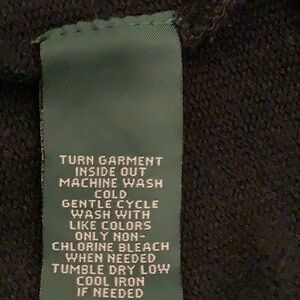 TURN GARMENT
INSIDE OUT
MACHINE WASH
COLD
GENTLE CYCLE
WASH WITH
LIKE COLORS
ONLY NON-
CHLORINE BLEACH
WHEN NEEDED
TUMBLE DRY LOW
COOL IRON
IF NEEDED